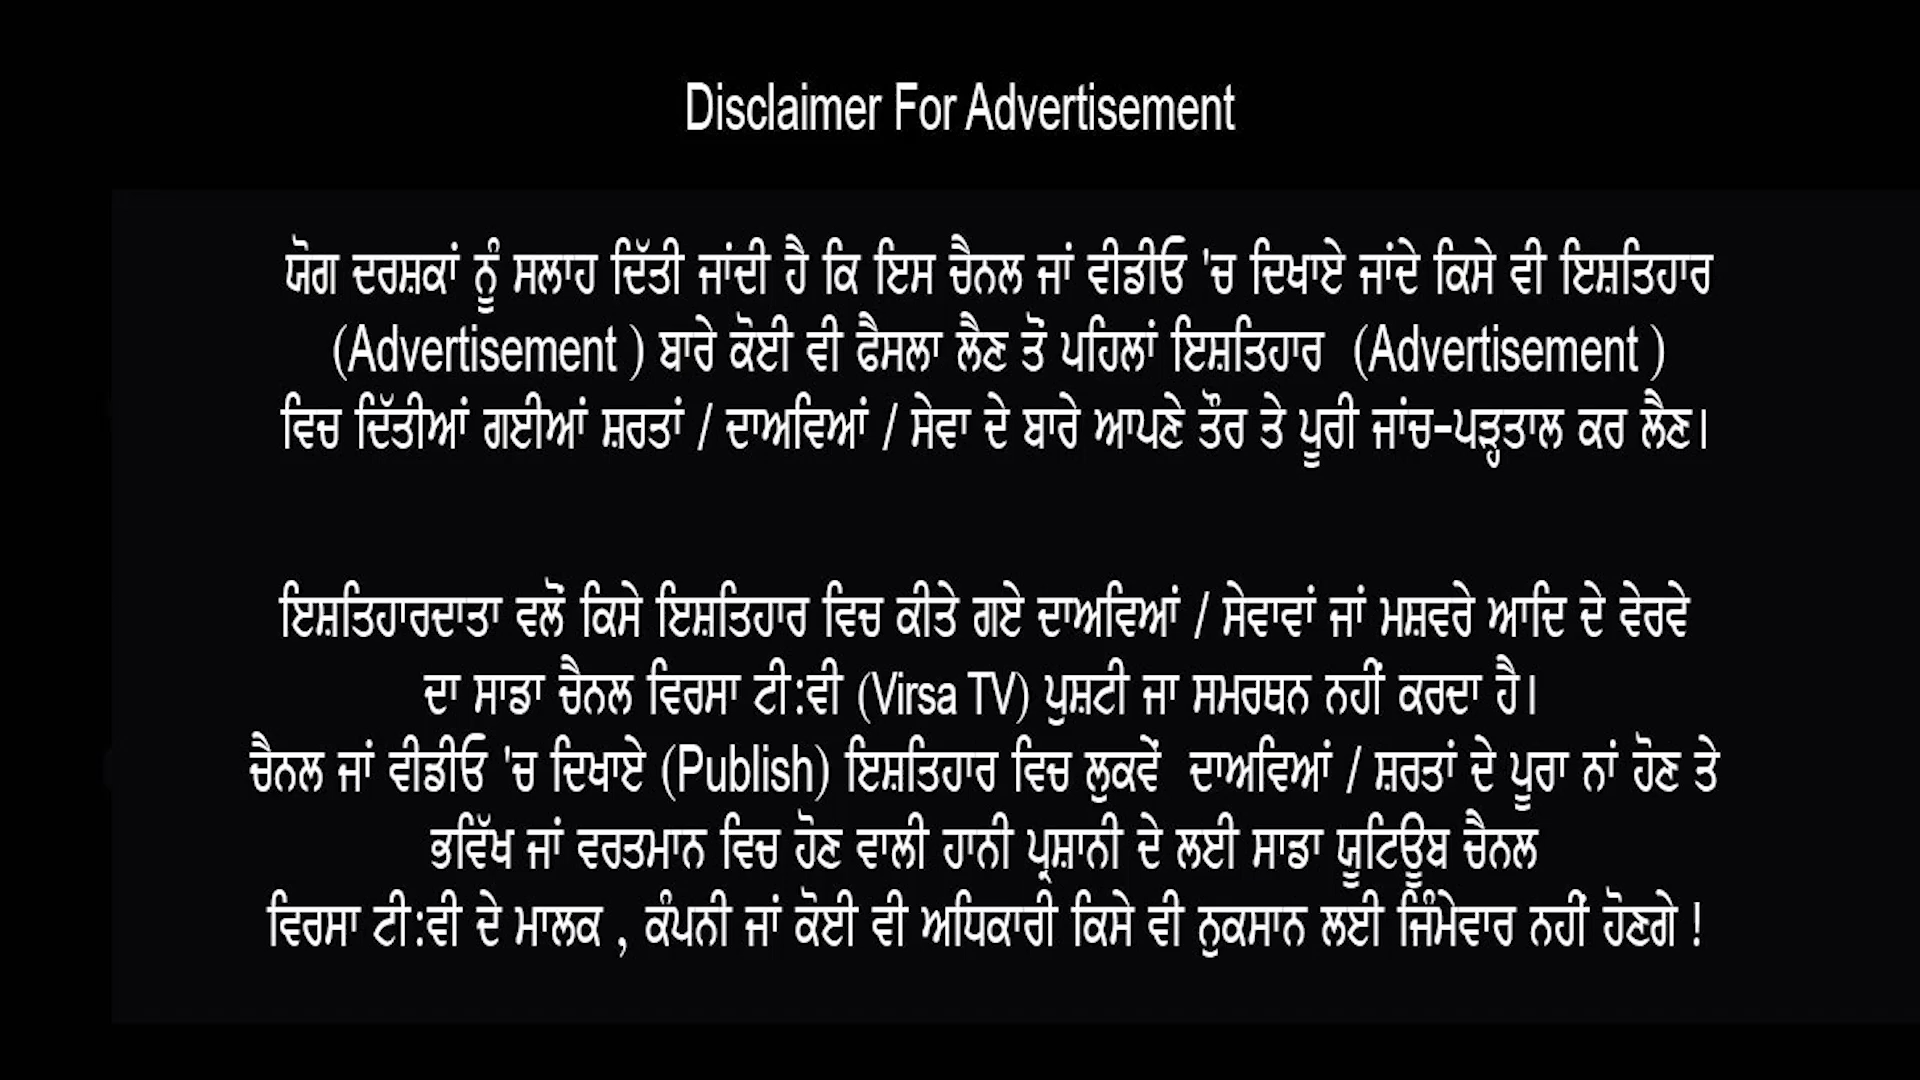 Disclaimer For Advertisement
ਯੋਗ ਦਰਸ਼ਕਾਂ ਨੂੰ ਸਲਾਹ ਦਿੱਤੀ ਜਾਂਦੀ ਹੈ ਕਿ ਇਸ ਚੈਨਲ ਜਾਂ ਵੀਡੀਓ 'ਚ ਦਿਖਾਏ ਜਾਂਦੇ ਕਿਸੇ ਵੀ ਇਸ਼ਤਿਹਾਰ
(Advertisement ) ਬਾਰੇ ਕੋਈ ਵੀ ਫੈਸਲਾ ਲੈਣ ਤੋਂ ਪਹਿਲਾਂ ਇਸ਼ਤਿਹਾਰ (Advertisement )
ਵਿਚ ਦਿੱਤੀਆਂ ਗਈਆਂ ਸ਼ਰਤਾਂ / ਦਾਅਵਿਆਂ / ਸੇਵਾ ਦੇ ਬਾਰੇ ਆਪਣੇ ਤੌਰ ਤੇ ਪੂਰੀ ਜਾਂਚ-ਪੜ੍ਹਤਾਲ ਕਰ ਲੈਣ।
ਇਸ਼ਤਿਹਾਰਦਾਤਾ ਵਲੋਂ ਕਿਸੇ ਇਸ਼ਤਿਹਾਰ ਵਿਚ ਕੀਤੇ ਗਏ ਦਾਅਵਿਆਂ / ਸੇਵਾਵਾਂ ਜਾਂ ਮਸ਼ਵਰੇ ਆਦਿ ਦੇ ਵੇਰਵੇ
ਦਾ ਸਾਡਾ ਚੈਨਲ ਵਿਰਸਾ ਟੀ:ਵੀ (Virsa TV) ਪੁਸ਼ਟੀ ਜਾ ਸਮਰਥਨ ਨਹੀਂ ਕਰਦਾ ਹੈ।
ਚੈਨਲ ਜਾਂ ਵੀਡੀਓ 'ਚ ਦਿਖਾਏ (Publish) ਇਸ਼ਤਿਹਾਰ ਵਿਚ ਲੁਕਵੇਂ ਦਾਅਵਿਆਂ / ਸ਼ਰਤਾਂ ਦੇ ਪੂਰਾ ਨਾਂ ਹੋਣ ਤੇ
ਭਵਿੱਖ ਜਾਂ ਵਰਤਮਾਨ ਵਿਚ ਹੋਣ ਵਾਲੀ ਹਾਨੀ ਪ੍ਰਸ਼ਾਨੀ ਦੇ ਲਈ ਸਾਡਾ ਯੂਟਿਊਬ ਚੈਨਲ
ਵਿਰਸਾ ਟੀ:ਵੀ ਦੇ ਮਾਲਕ , ਕੰਪਨੀ ਜਾਂ ਕੋਈ ਵੀ ਅਧਿਕਾਰੀ ਕਿਸੇ ਵੀ ਨੁਕਸਾਨ ਲਈ ਜਿੰਮੇਵਾਰ ਨਹੀਂ ਹੋਣਗੇ !